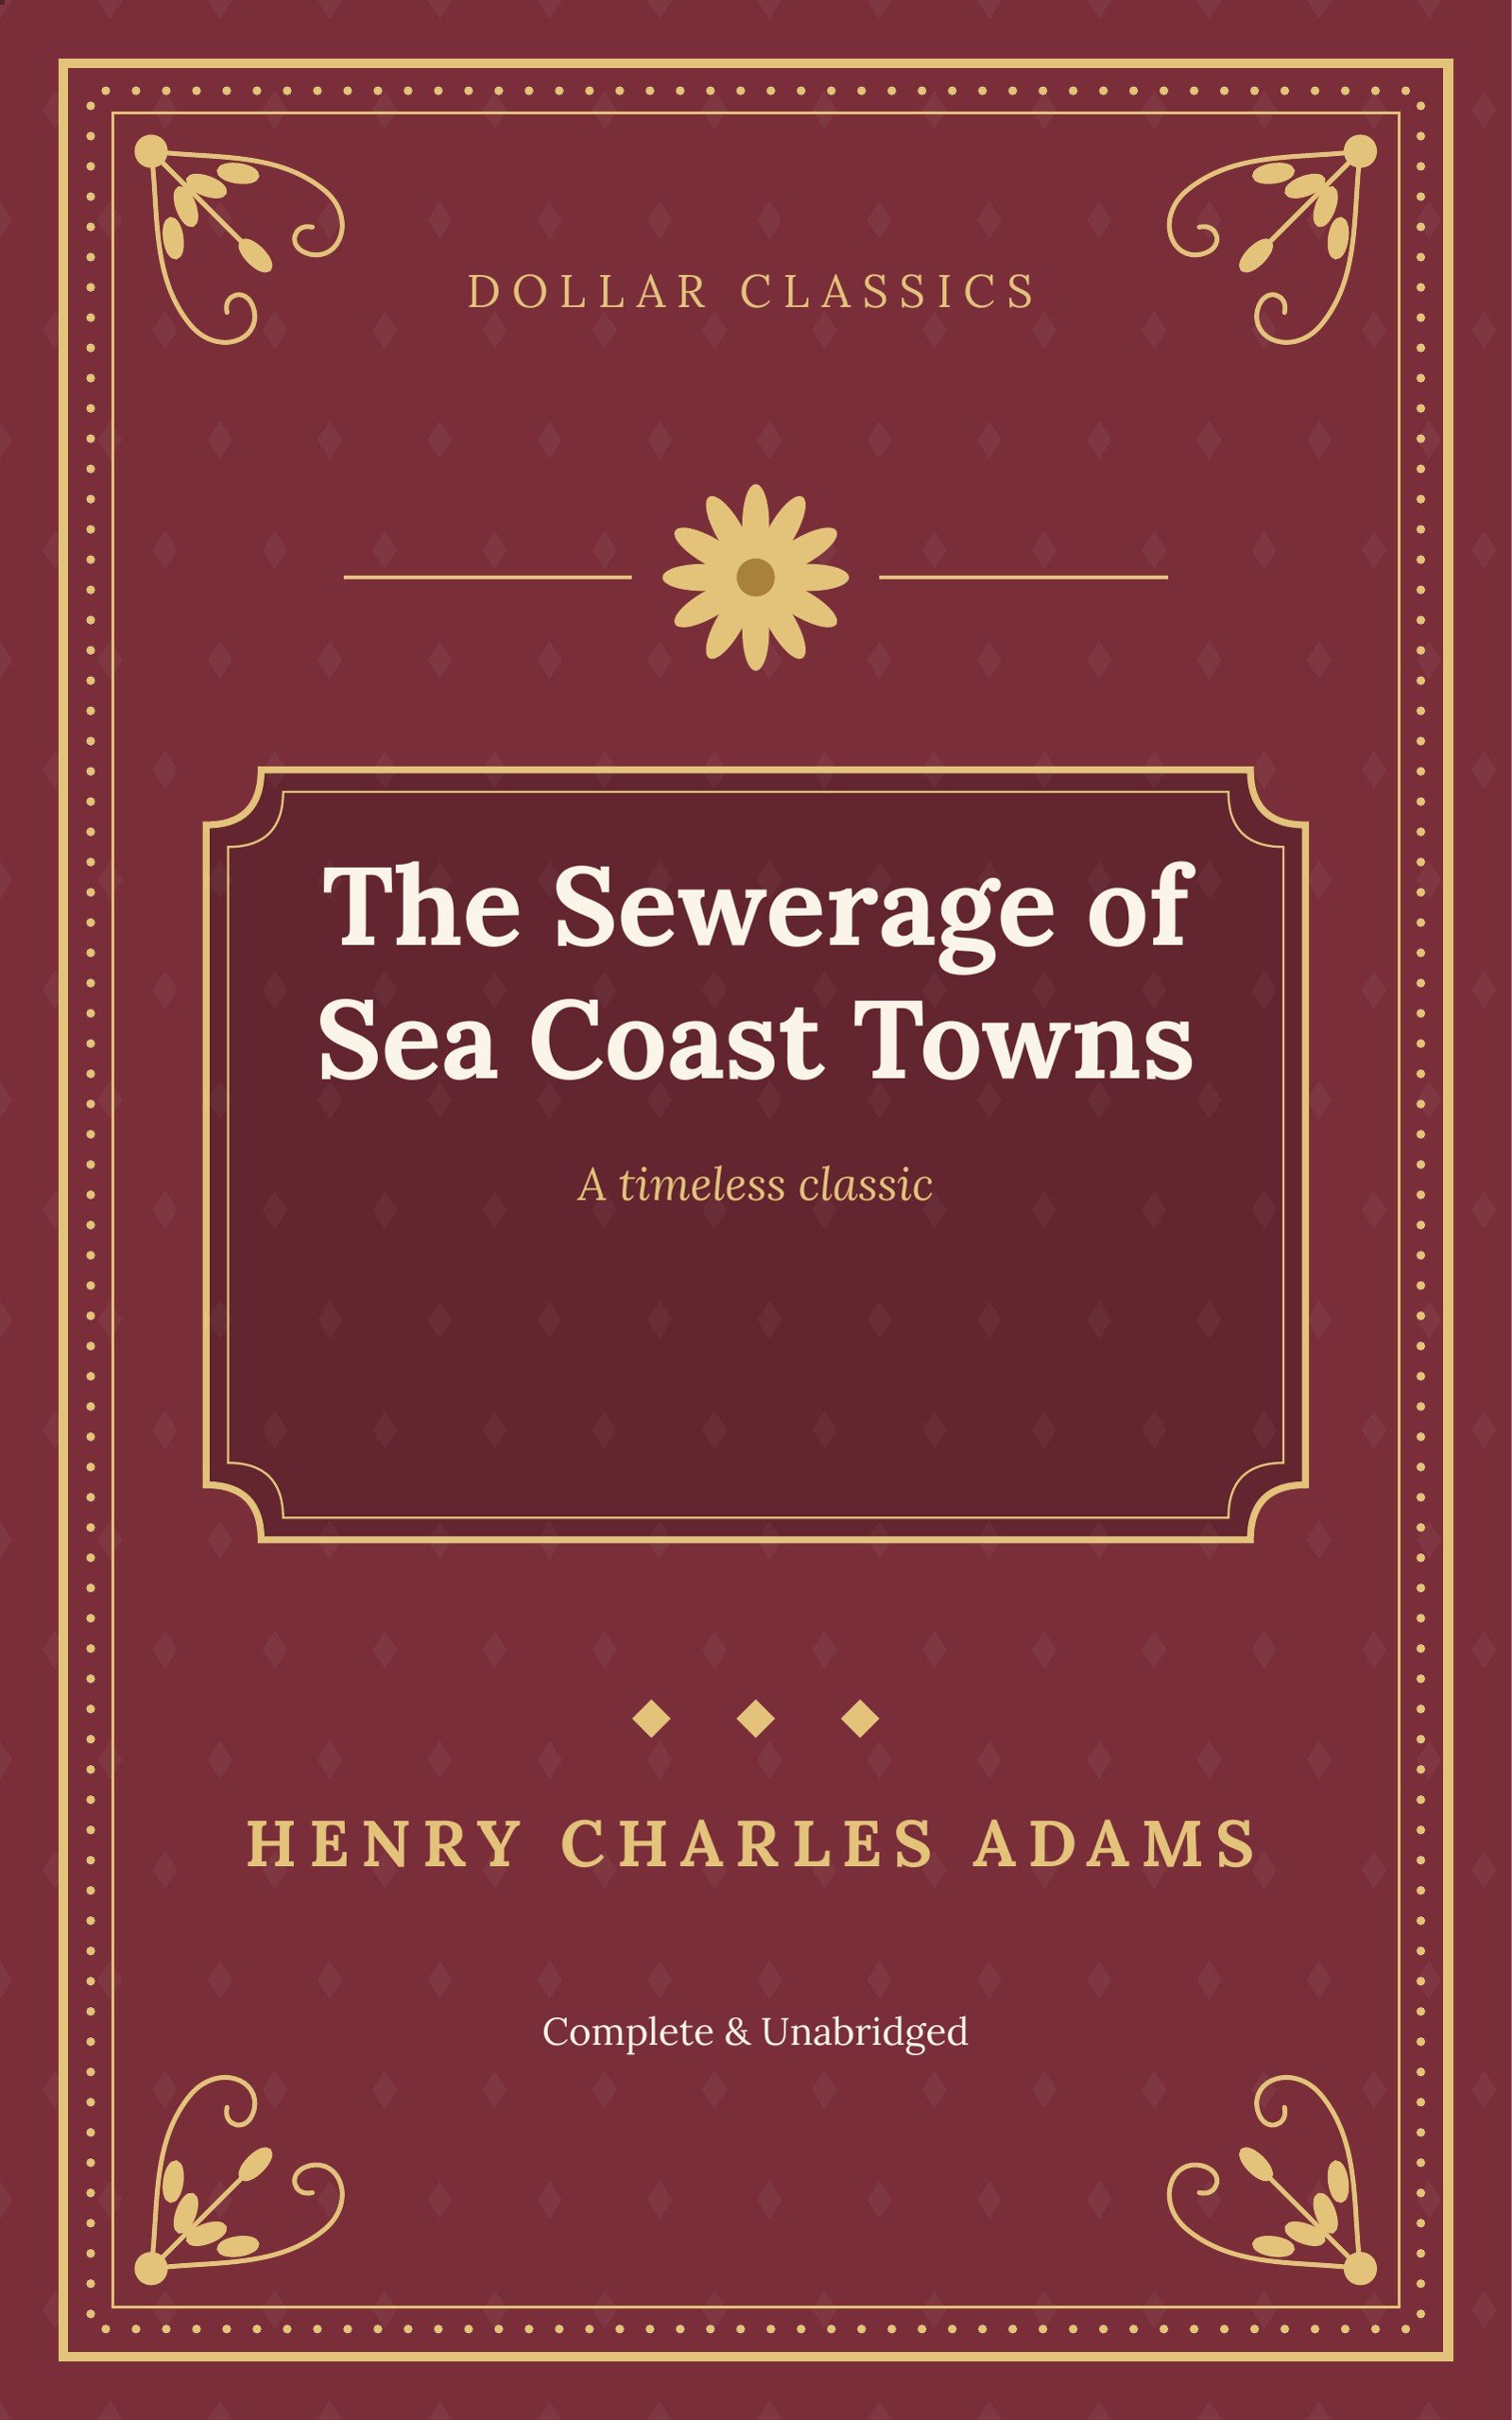 DOLLAR CLASSICS
The Sewerage of
Sea Coast Towns
A timeless classic
HENRY CHARLES ADAMS
Complete & Unabridged